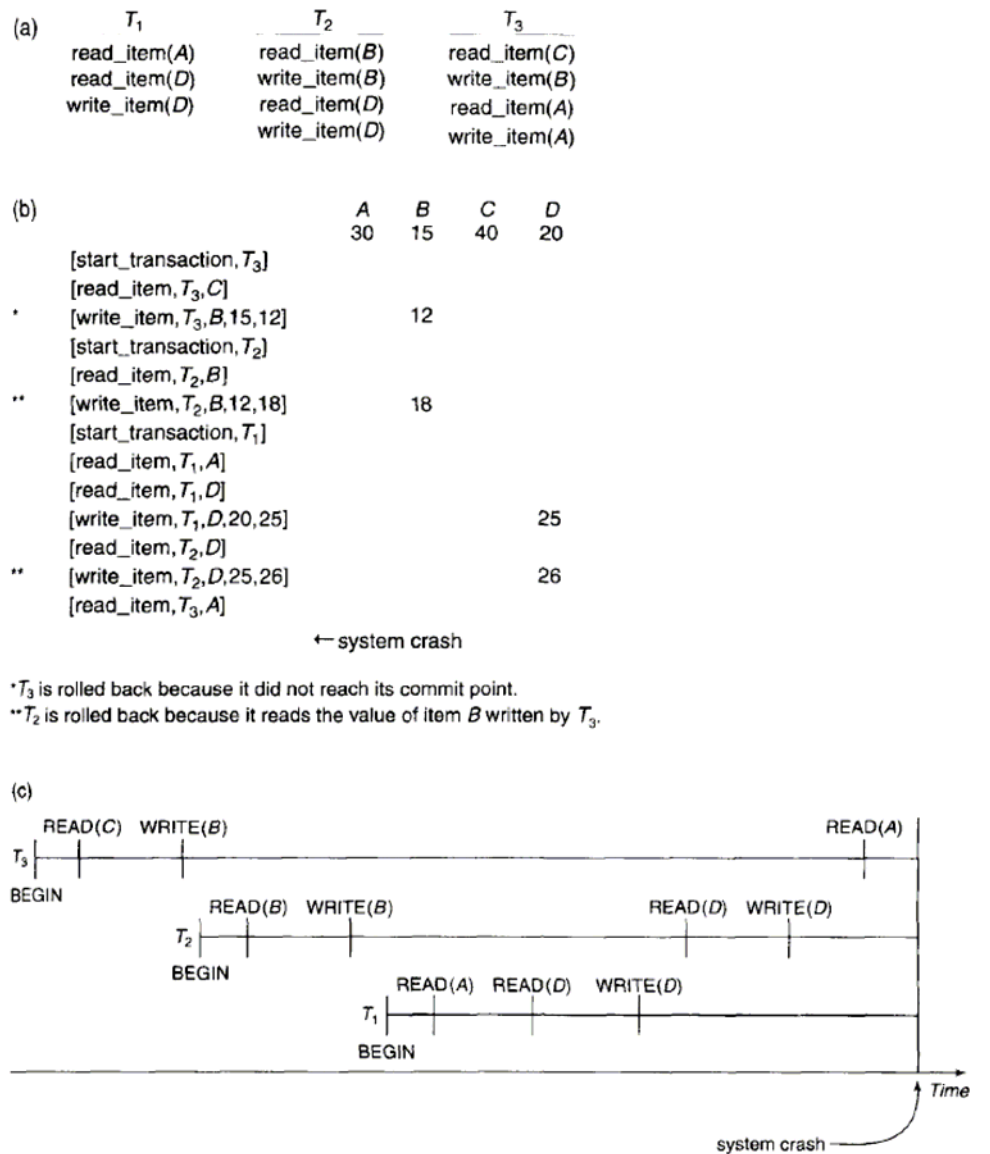 (a) T1 T2 T3
read_item(A) read_item(B) read_item(C)
read_item(D) write_item(B) write_item(B)
write_item(D) read_item(D) read_item(A)
write_item(D) write_item(A)
(b) A B C D
30 15 40 20
[start_transaction,T3]
[read_item,T3,C]
* [write_item,T3,B,15,12] 12
[start_transaction,T2]
[read_item,T2,B]
** [write_item,T2,B,12,18] 18
[start_transaction,T1]
[read_item,T1,A]
[read_item,T1,D]
[write_item,T1,D,20,25] 25
[read_item,T2,D]
** [write_item,T2,D,25,26] 26
[read_item,T3,A]
← system crash
*T3 is rolled back because it did not reach its commit point.
**T2 is rolled back because it reads the value of item B written by T3.
(c)
READ(C) WRITE(B) READ(A)
T3
BEGIN
READ(B) WRITE(B) READ(D) WRITE(D)
T2
BEGIN
READ(A) READ(D) WRITE(D)
T1
BEGIN
Time
system crash